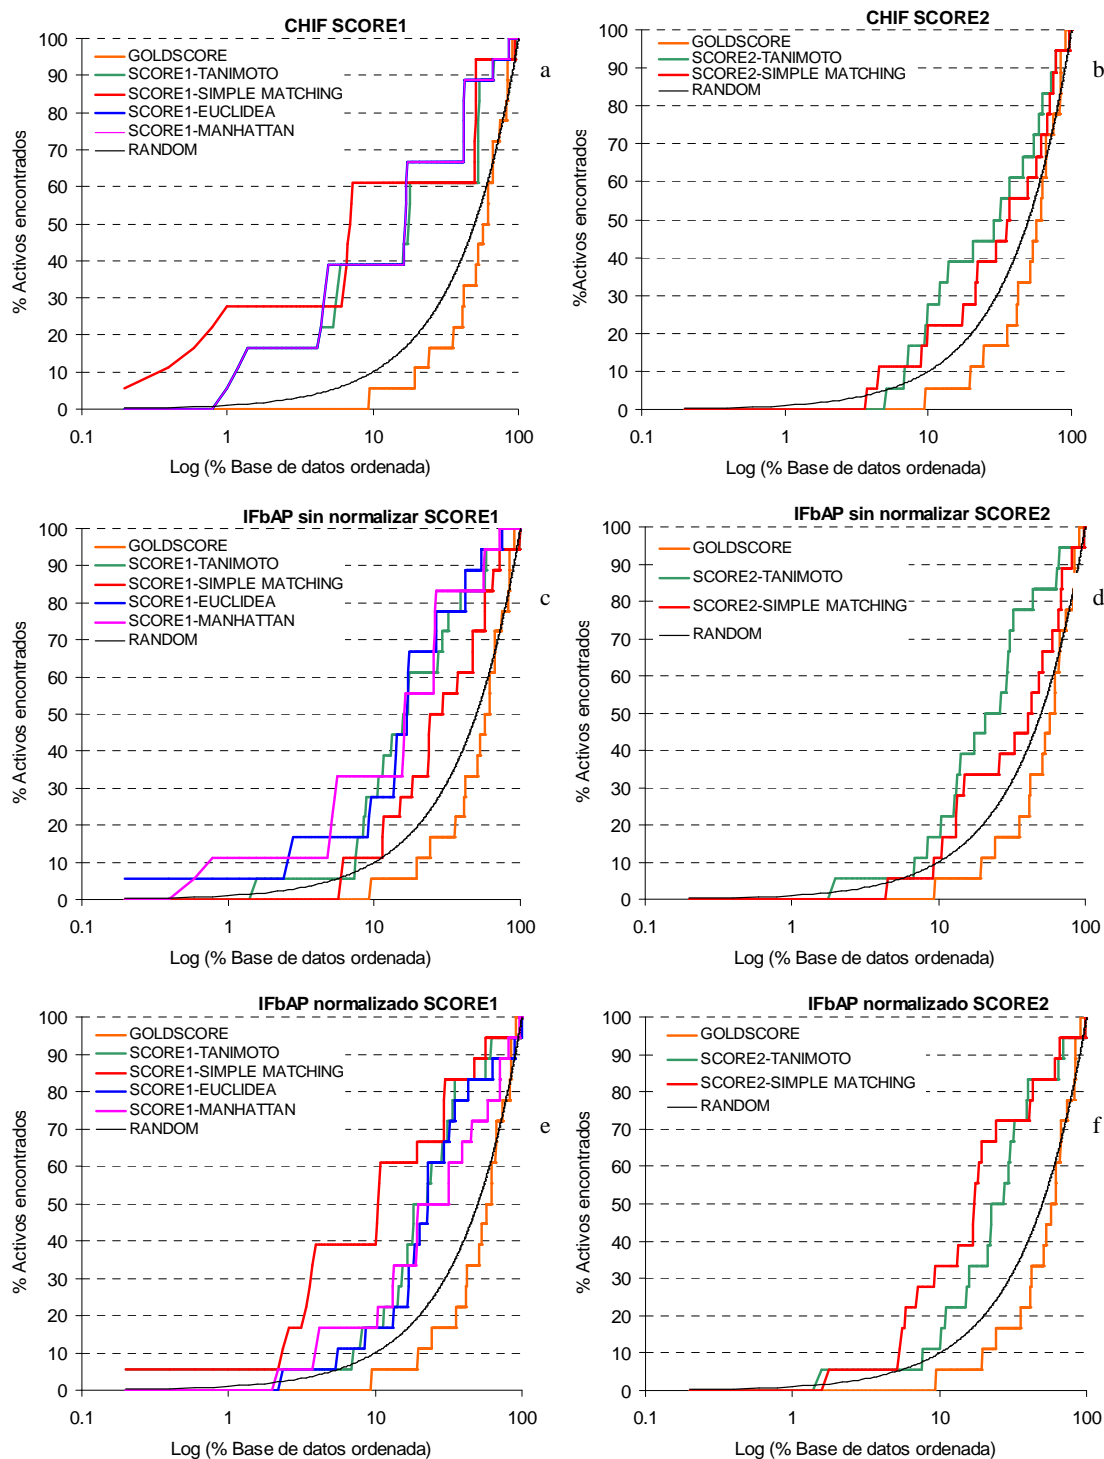 CHIF SCORE1
GOLDSCORE
SCORE1-TANIMOTO
SCORE1-SIMPLE MATCHING
SCORE1-EUCLIDEA
SCORE1-MANHATTAN
RANDOM
a
% Activos encontrados
100
90
80
70
60
50
40
30
20
10
0
0.1
1
10
100
Log (% Base de datos ordenada)
CHIF SCORE2
GOLDSCORE
SCORE2-TANIMOTO
SCORE2-SIMPLE MATCHING
RANDOM
b
%Activos encontrados
100
90
80
70
60
50
40
30
20
10
0
0.1
1
10
100
Log (% Base de datos ordenada)
IFbAP sin normalizar SCORE1
GOLDSCORE
SCORE1-TANIMOTO
SCORE1-SIMPLE MATCHING
SCORE1-EUCLIDEA
SCORE1-MANHATTAN
RANDOM
c
% Activos encontrados
100
90
80
70
60
50
40
30
20
10
0
0.1
1
10
100
Log (% Base de datos ordenada)
IFbAP sin normalizar SCORE2
GOLDSCORE
SCORE2-TANIMOTO
SCORE2-SIMPLE MATCHING
RANDOM
d
% Activos encontrados
100
90
80
70
60
50
40
30
20
10
0
0.1
1
10
100
Log (% Base de datos ordenada)
IFbAP normalizado SCORE1
GOLDSCORE
SCORE1-TANIMOTO
SCORE1-SIMPLE MATCHING
SCORE1-EUCLIDEA
SCORE1-MANHATTAN
RANDOM
e
% Activos encontrados
100
90
80
70
60
50
40
30
20
10
0
0.1
1
10
100
Log (% Base de datos ordenada)
IFbAP normalizado SCORE2
GOLDSCORE
SCORE2-TANIMOTO
SCORE2-SIMPLE MATCHING
RANDOM
f
% Activos encontrados
100
90
80
70
60
50
40
30
20
10
0
0.1
1
10
100
Log (% Base de datos ordenada)